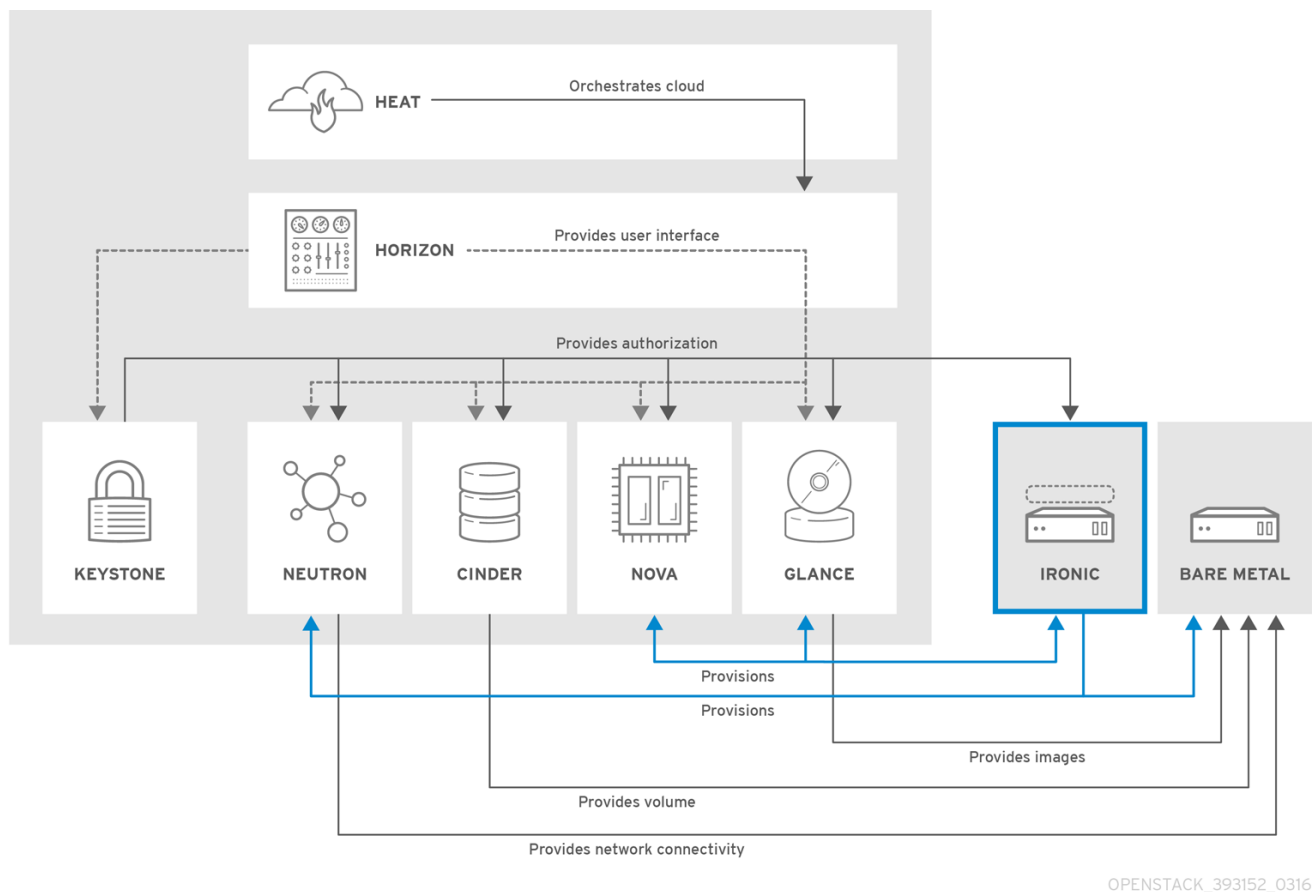 Orchestrates cloud
HEAT
Provides user interface
HORIZON
Provides authorization
KEYSTONE
NEUTRON
CINDER
NOVA
GLANCE
IRONIC
BARE METAL
Provisions
Provisions
Provides images
Provides volume
Provides network connectivity
OPENSTACK_393152_0316